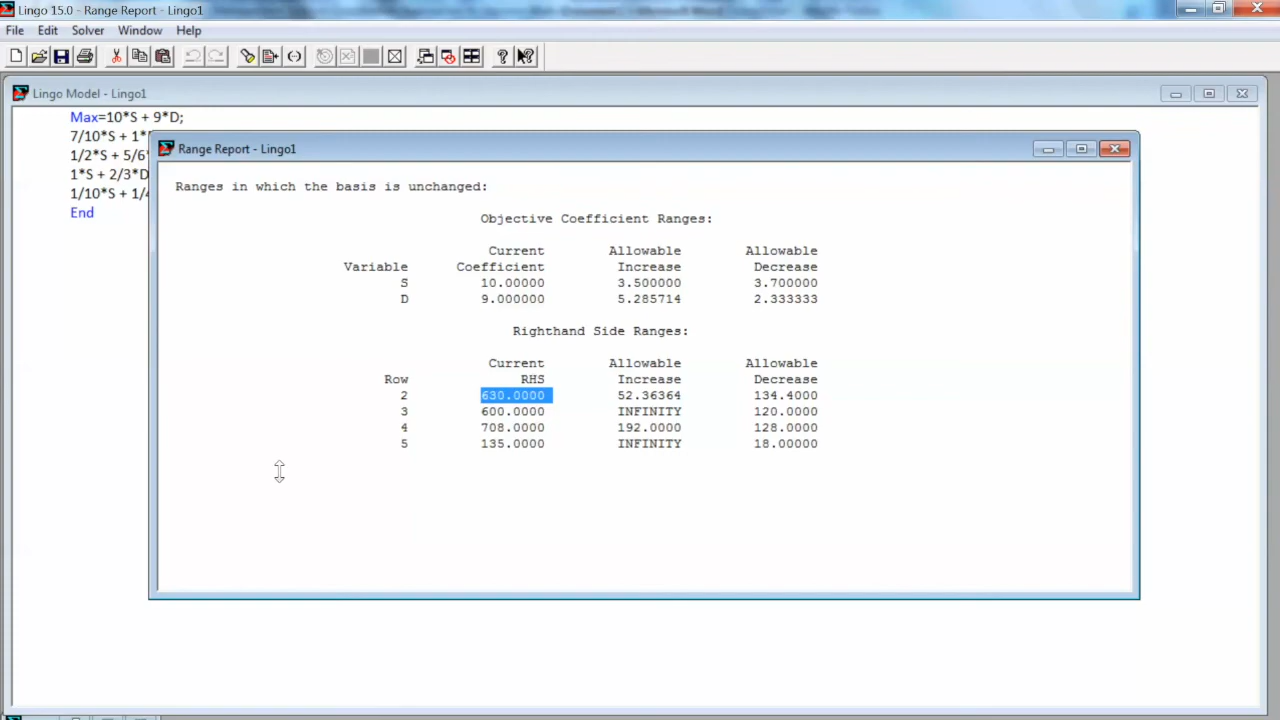 Lingo 15.0 - Range Report - Lingo1
File Edit Solver Window Help
Lingo Model - Lingo1
Max=10*S + 9*D;
7/10*S + 1*
1/2*S + 5/6
1*S + 2/3*D
1/10*S + 1/4
End
Range Report - Lingo1
Ranges in which the basis is unchanged:
Objective Coefficient Ranges:
Current Allowable Allowable
Variable Coefficient Increase Decrease
S 10.00000 3.500000 3.700000
D 9.000000 5.285714 2.333333
Righthand Side Ranges:
Current Allowable Allowable
Row RHS Increase Decrease
2 630.0000 52.36364 134.4000
3 600.0000 INFINITY 120.0000
4 708.0000 192.0000 128.0000
5 135.0000 INFINITY 18.00000